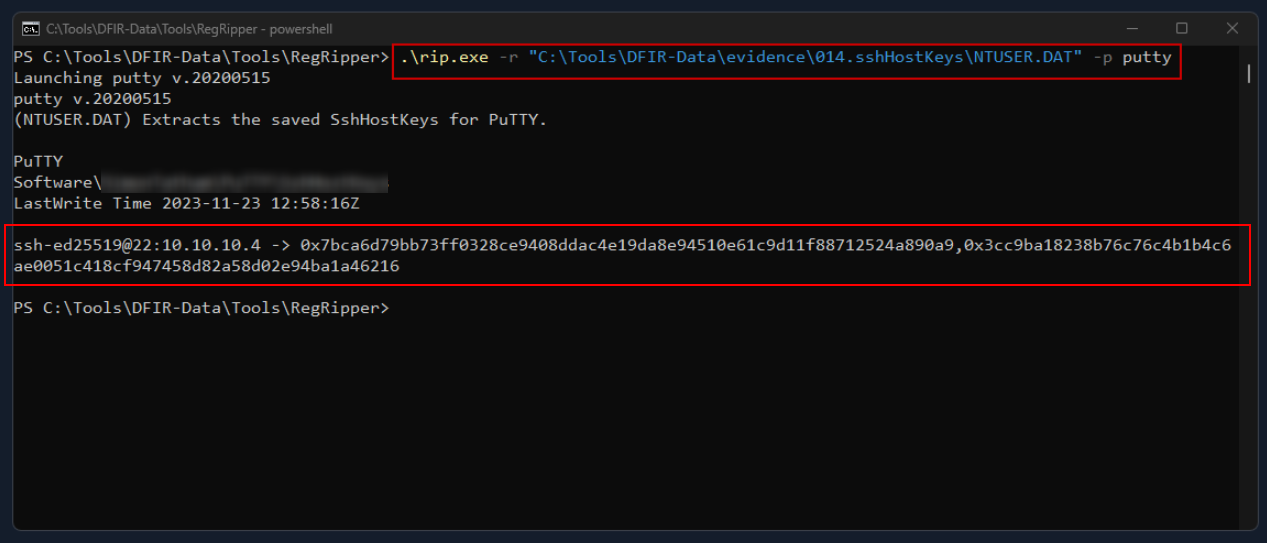 C:\Tools\DFIR-Data\Tools\RegRipper - powershell
PS C:\Tools\DFIR-Data\Tools\RegRipper> .\rip.exe -r "C:\Tools\DFIR-Data\evidence\014.sshHostKeys\NTUSER.DAT" -p putty
Launching putty v.20200515
putty v.20200515
(NTUSER.DAT) Extracts the saved SshHostKeys for PuTTY.
PuTTY
Software\
LastWrite Time 2023-11-23 12:58:16Z
ssh-ed25519@22:10.10.10.4 -> 0x7bca6d79bb73ff0328ce9408ddac4e19da8e94510e61c9d11f88712524a890a9,0x3cc9ba18238b76c76c4b1b4c6
ae0051c418cf947458d82a58d02e94ba1a46216
PS C:\Tools\DFIR-Data\Tools\RegRipper>